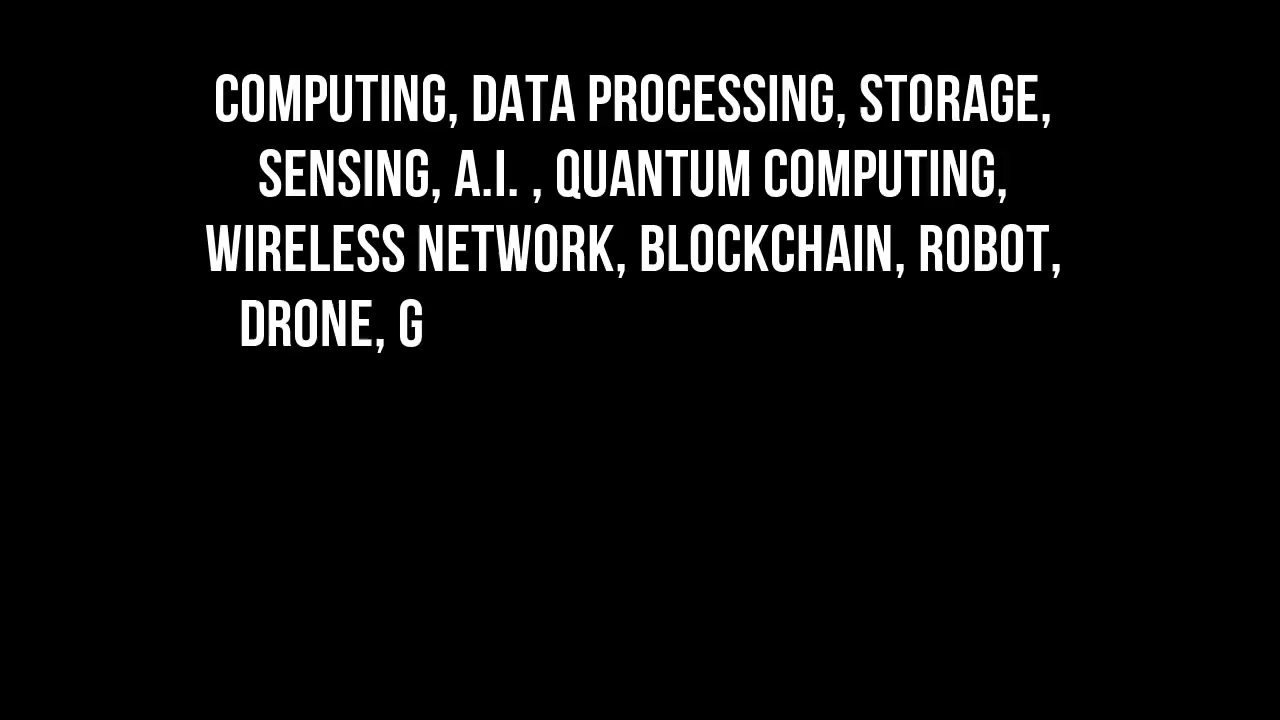 COMPUTING, DATA PROCESSING, STORAGE,
SENSING, A.I. , QUANTUM COMPUTING,
WIRELESS NETWORK, BLOCKCHAIN, ROBOT,
DRONE, G